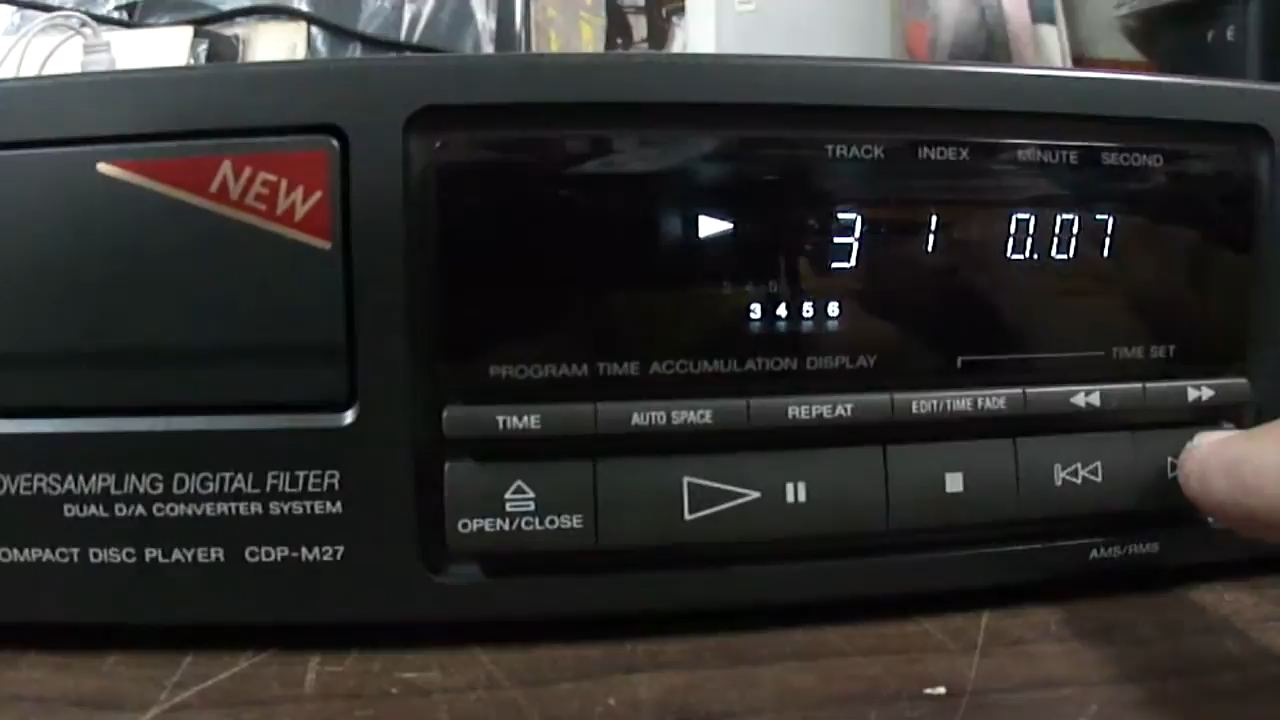 NEW
TRACK INDEX MINUTE SECOND
3 1 0.07
3 4 5 6
PROGRAM TIME ACCUMULATION DISPLAY
TIME SET
TIME AUTO SPACE REPEAT EDIT/TIME FADE
OPEN/CLOSE
OVERSAMPLING DIGITAL FILTER
DUAL D/A CONVERTER SYSTEM
OMPACT DISC PLAYER CDP-M27
AMS/RMS